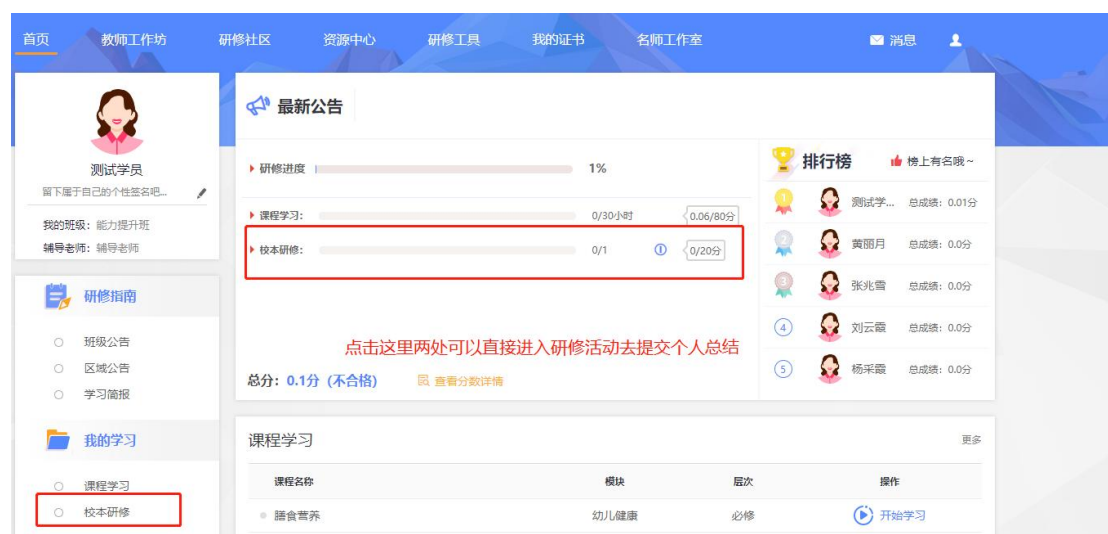 首页 教师工作坊 研修社区 资源中心 研修工具 我的证书 名师工作室 消息
测试学员
留下属于自己的个性签名吧...
我的班级：能力提升班
辅导老师：辅导老师
研修指南
班级公告
区域公告
学习简报
我的学习
课程学习
校本研修
最新公告
研修进度 1%
课程学习： 0/30小时 0.06/80分
校本研修： 0/1 0/20分
点击这里两处可以直接进入研修活动去提交个人总结
总分：0.1分（不合格） 查看分数详情
排行榜 榜上有名哦~
1 测试学... 总成绩：0.01分
2 黄丽月 总成绩：0.0分
3 张兆雪 总成绩：0.0分
4 刘云霞 总成绩：0.0分
5 杨采霞 总成绩：0.0分
课程学习 更多
课程名称 模块 层次 操作
膳食营养 幼儿健康 必修 开始学习